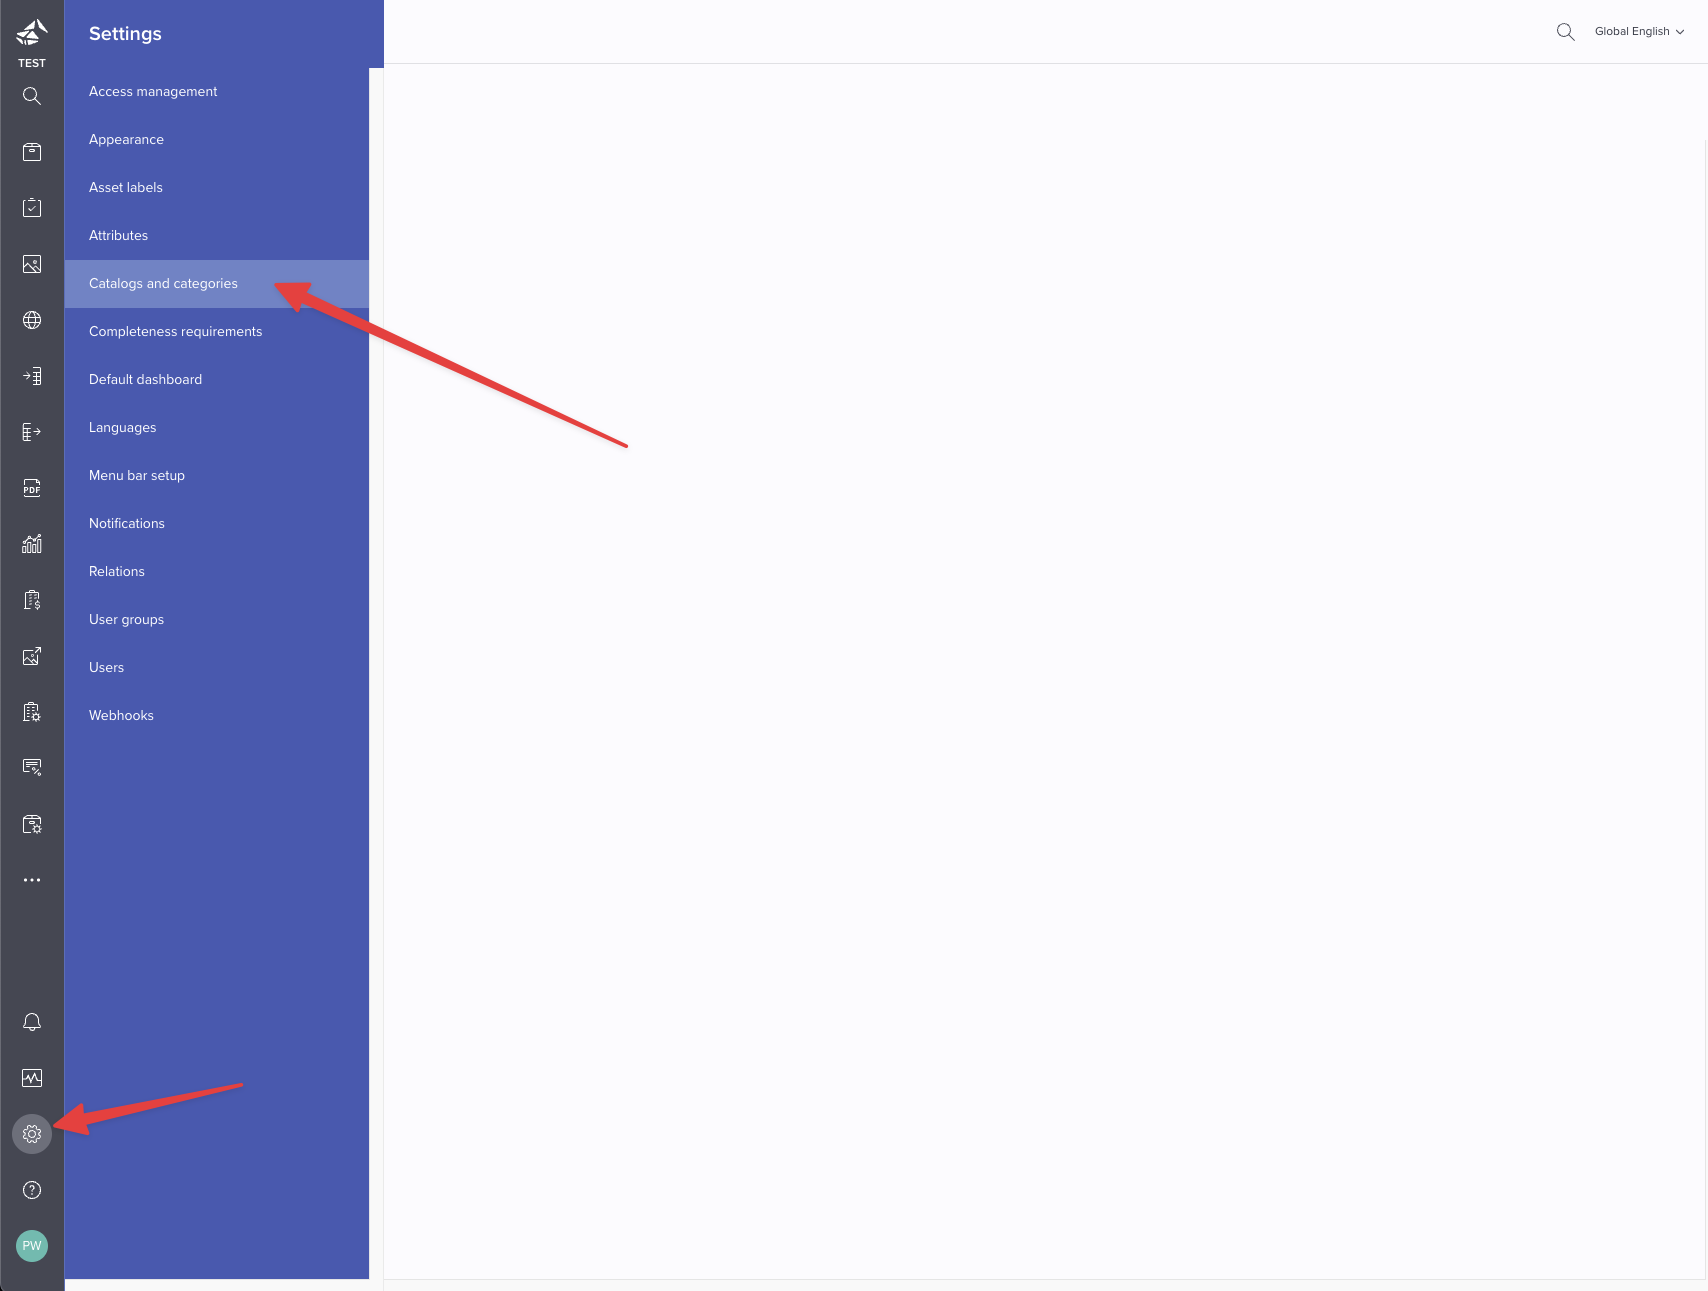 TEST
Settings
Global English
Access management
Appearance
Asset labels
Attributes
Catalogs and categories
Completeness requirements
Default dashboard
Languages
Menu bar setup
PDF
Notifications
Relations
User groups
Users
Webhooks
?
PW